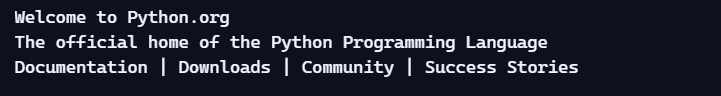 Welcome to Python.org
The official home of the Python Programming Language
Documentation | Downloads | Community | Success Stories